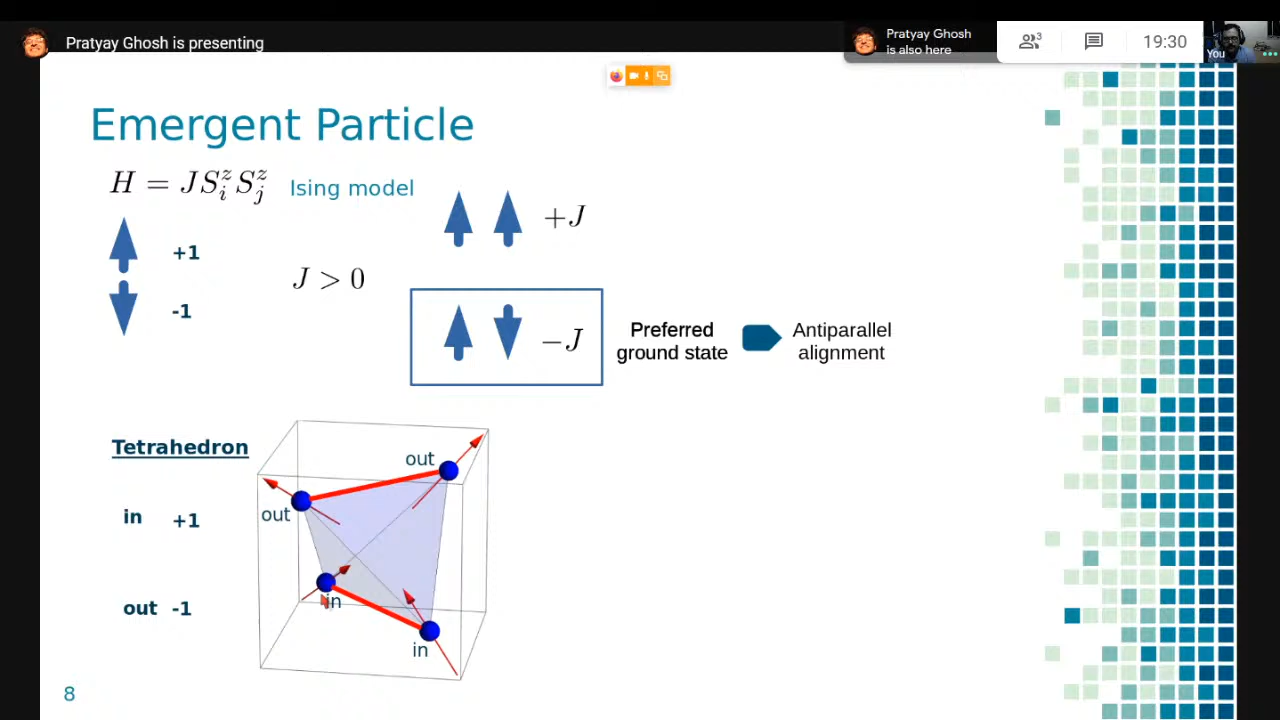 Pratyay Ghosh is presenting
Pratyay Ghosh
is also here
3
19:30
You
Emergent Particle
H = JS_i^z S_j^z
Ising model
+J
+1
J > 0
-1
−J
Preferred
ground state
Antiparallel
alignment
Tetrahedron
out
out
in
+1
in
out
-1
in
8